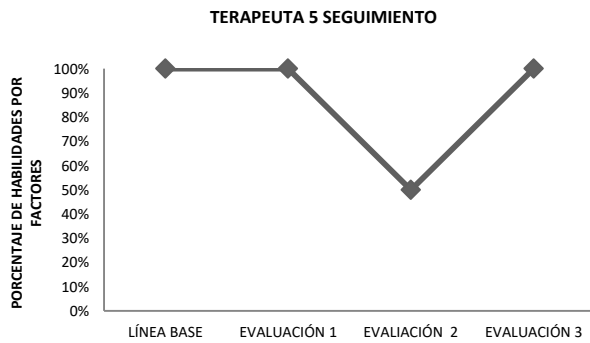 TERAPEUTA 5 SEGUIMIENTO
PORCENTAJE DE HABILIDADES POR
FACTORES
100%
90%
80%
70%
60%
50%
40%
30%
20%
10%
0%
LÍNEA BASE EVALUACIÓN 1 EVALIACIÓN 2 EVALUACIÓN 3